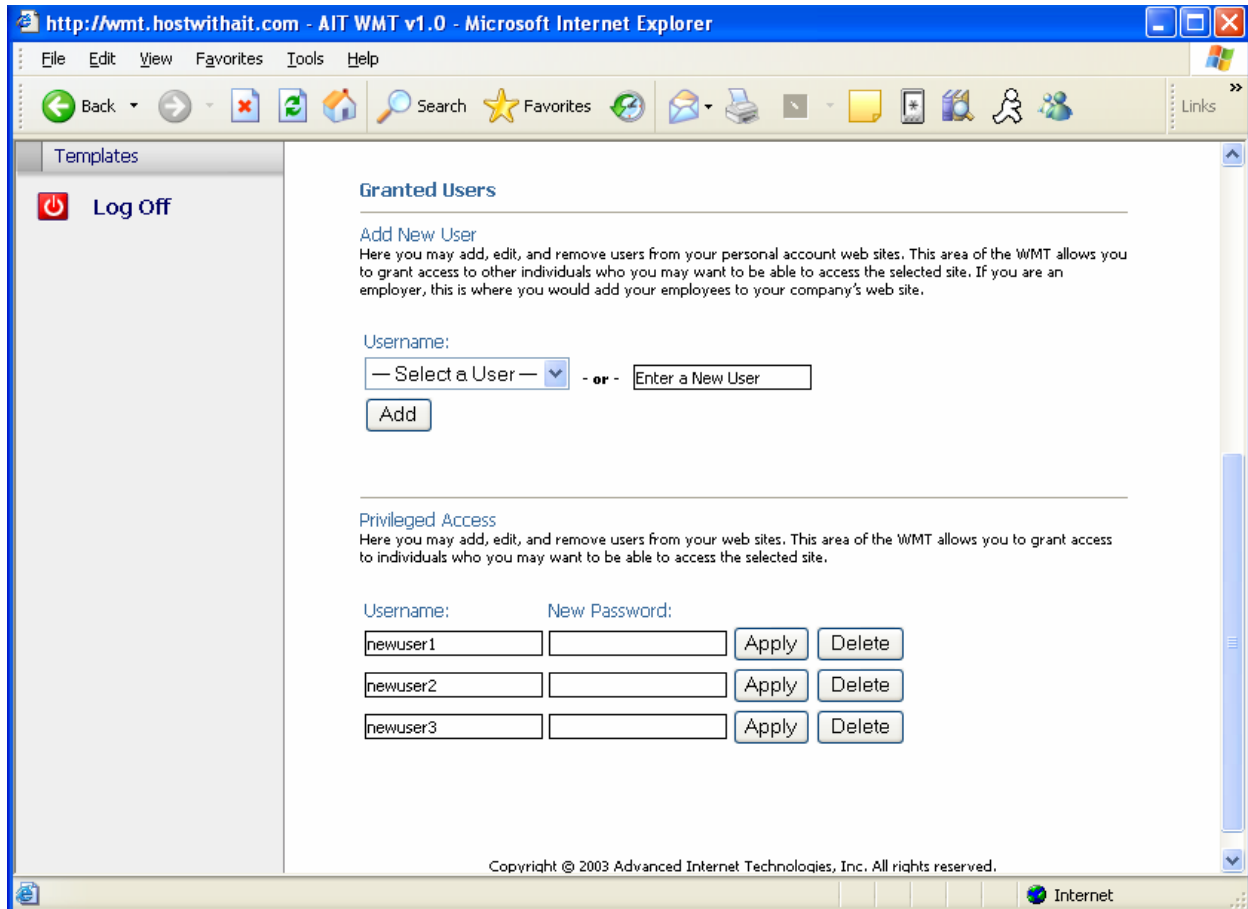 http://wmt.hostwithait.com - AIT WMT v1.0 - Microsoft Internet Explorer
File Edit View Favorites Tools Help
Back Search Favorites Links
Templates
Log Off
Granted Users
Add New User
Here you may add, edit, and remove users from your personal account web sites. This area of the WMT allows you
to grant access to other individuals who you may want to be able to access the selected site. If you are an
employer, this is where you would add your employees to your company's web site.
Username:
— Select a User — - or - Enter a New User
Add
Privileged Access
Here you may add, edit, and remove users from your web sites. This area of the WMT allows you to grant access
to individuals who you may want to be able to access the selected site.
Username: New Password:
newuser1 Apply Delete
newuser2 Apply Delete
newuser3 Apply Delete
Copyright © 2003 Advanced Internet Technologies, Inc. All rights reserved.
Internet